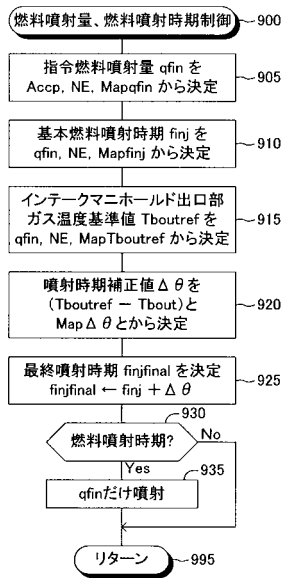 燃料噴射量、燃料噴射時期制御
900
指令燃料噴射量 qfin を
Accp, NE, Mapqfin から決定
905
基本燃料噴射時期 finj を
qfin, NE, Mapfinj から決定
910
インテークマニホールド出口部
ガス温度基準値 Tboutref を
qfin, NE, MapTboutref から決定
915
噴射時期補正値Δθを
(Tboutref － Tbout)と
MapΔθとから決定
920
最終噴射時期 finjfinal を決定
finjfinal ← finj ＋Δθ
925
930
燃料噴射時期?
No
Yes
935
qfinだけ噴射
リターン
995